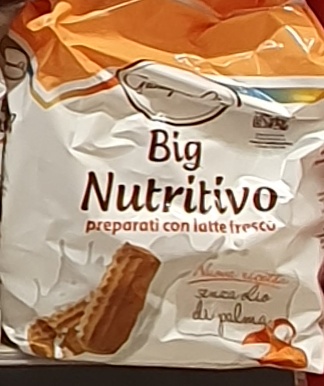 Big
Nutritivo
preparati con latte fresco
Nuova ricetta
senza olio
di palma